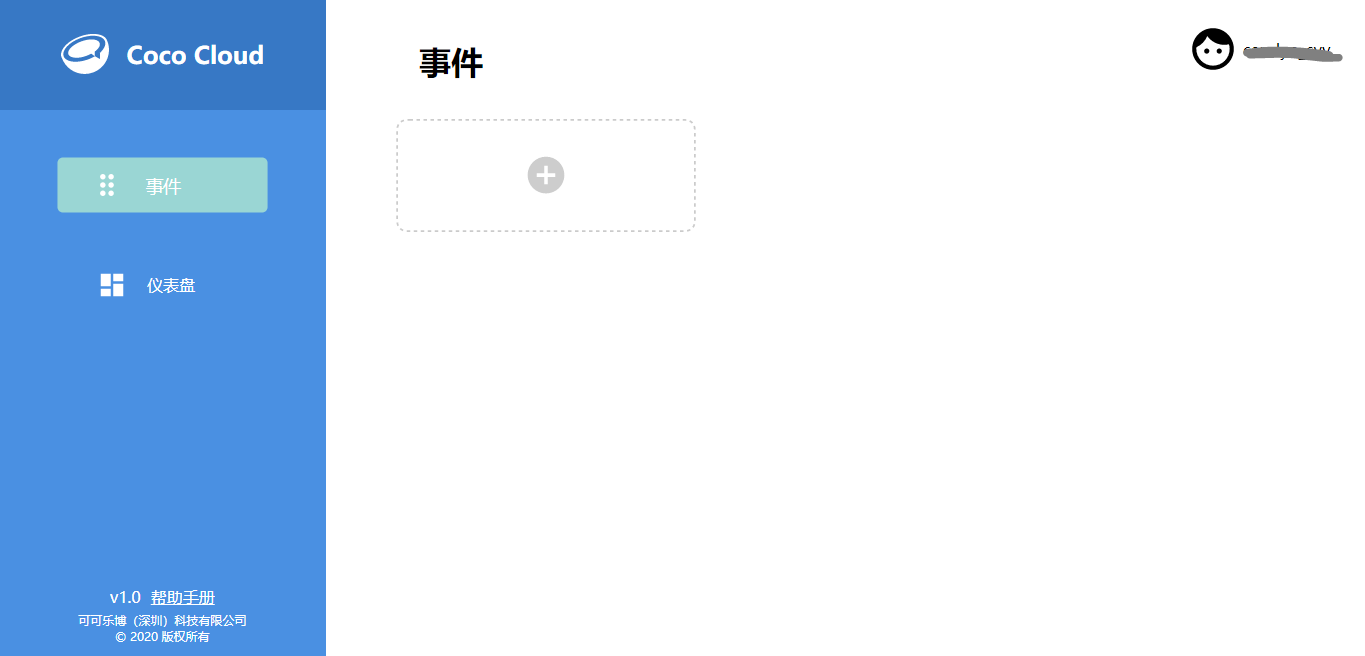 Coco Cloud
事件
仪表盘
v1.0 帮助手册
可可乐博（深圳）科技有限公司
© 2020 版权所有
事件